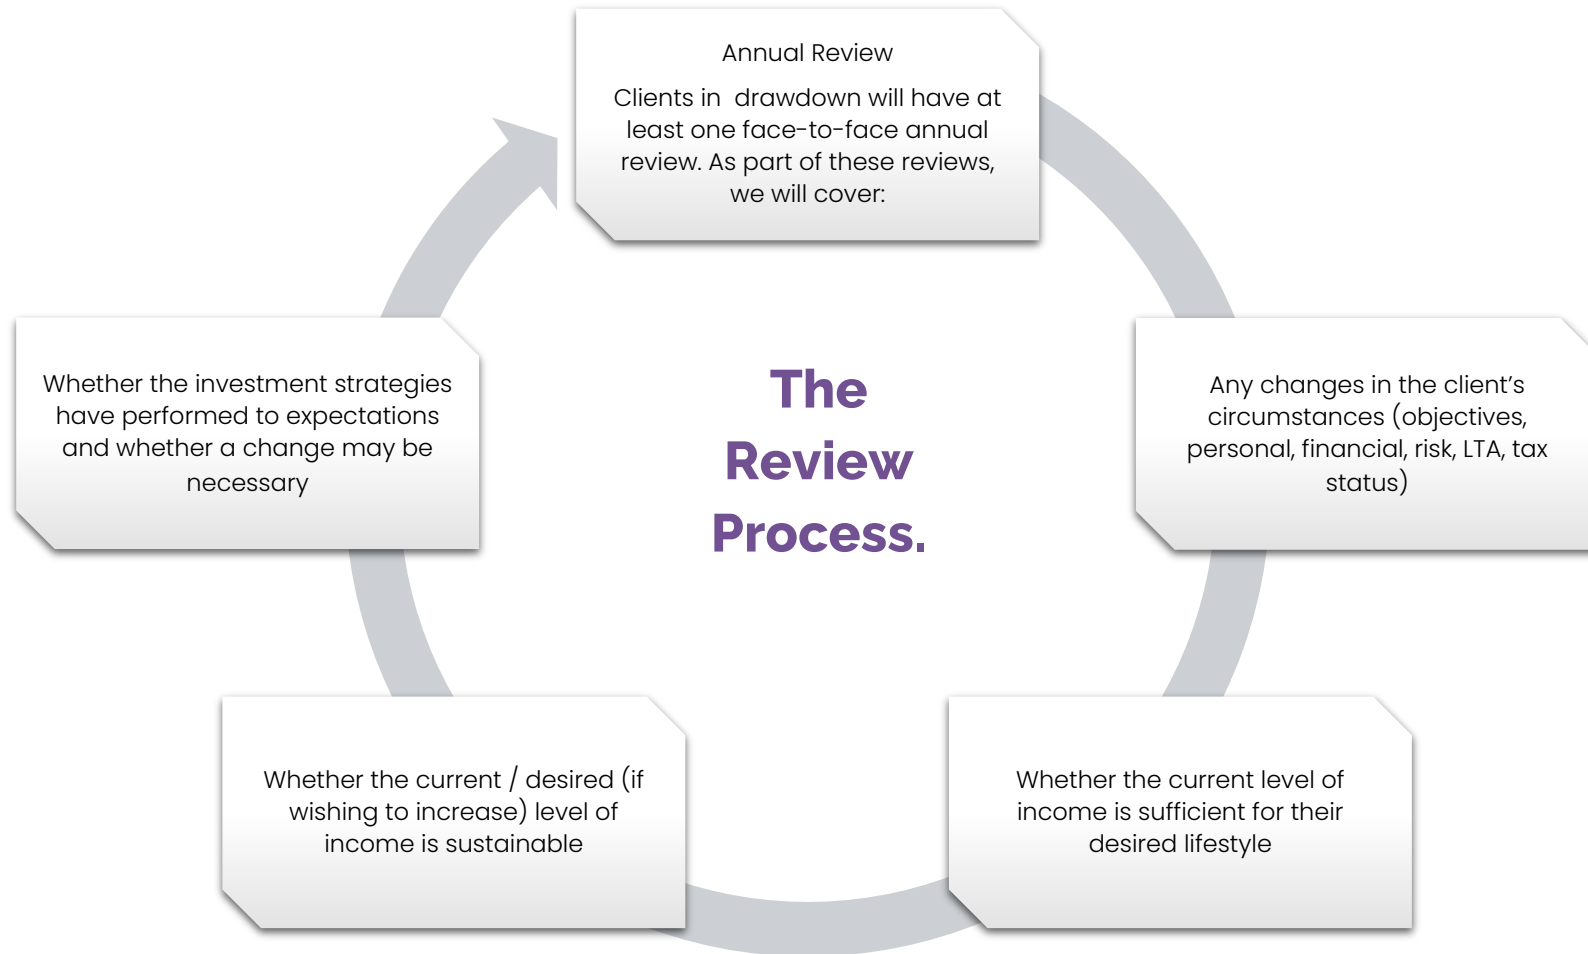 Annual Review
Clients in drawdown will have at
least one face-to-face annual
review. As part of these reviews,
we will cover:
Any changes in the client’s
circumstances (objectives,
personal, financial, risk, LTA, tax
status)
Whether the current level of
income is sufficient for their
desired lifestyle
Whether the current / desired (if
wishing to increase) level of
income is sustainable
Whether the investment strategies
have performed to expectations
and whether a change may be
necessary
The
Review
Process.